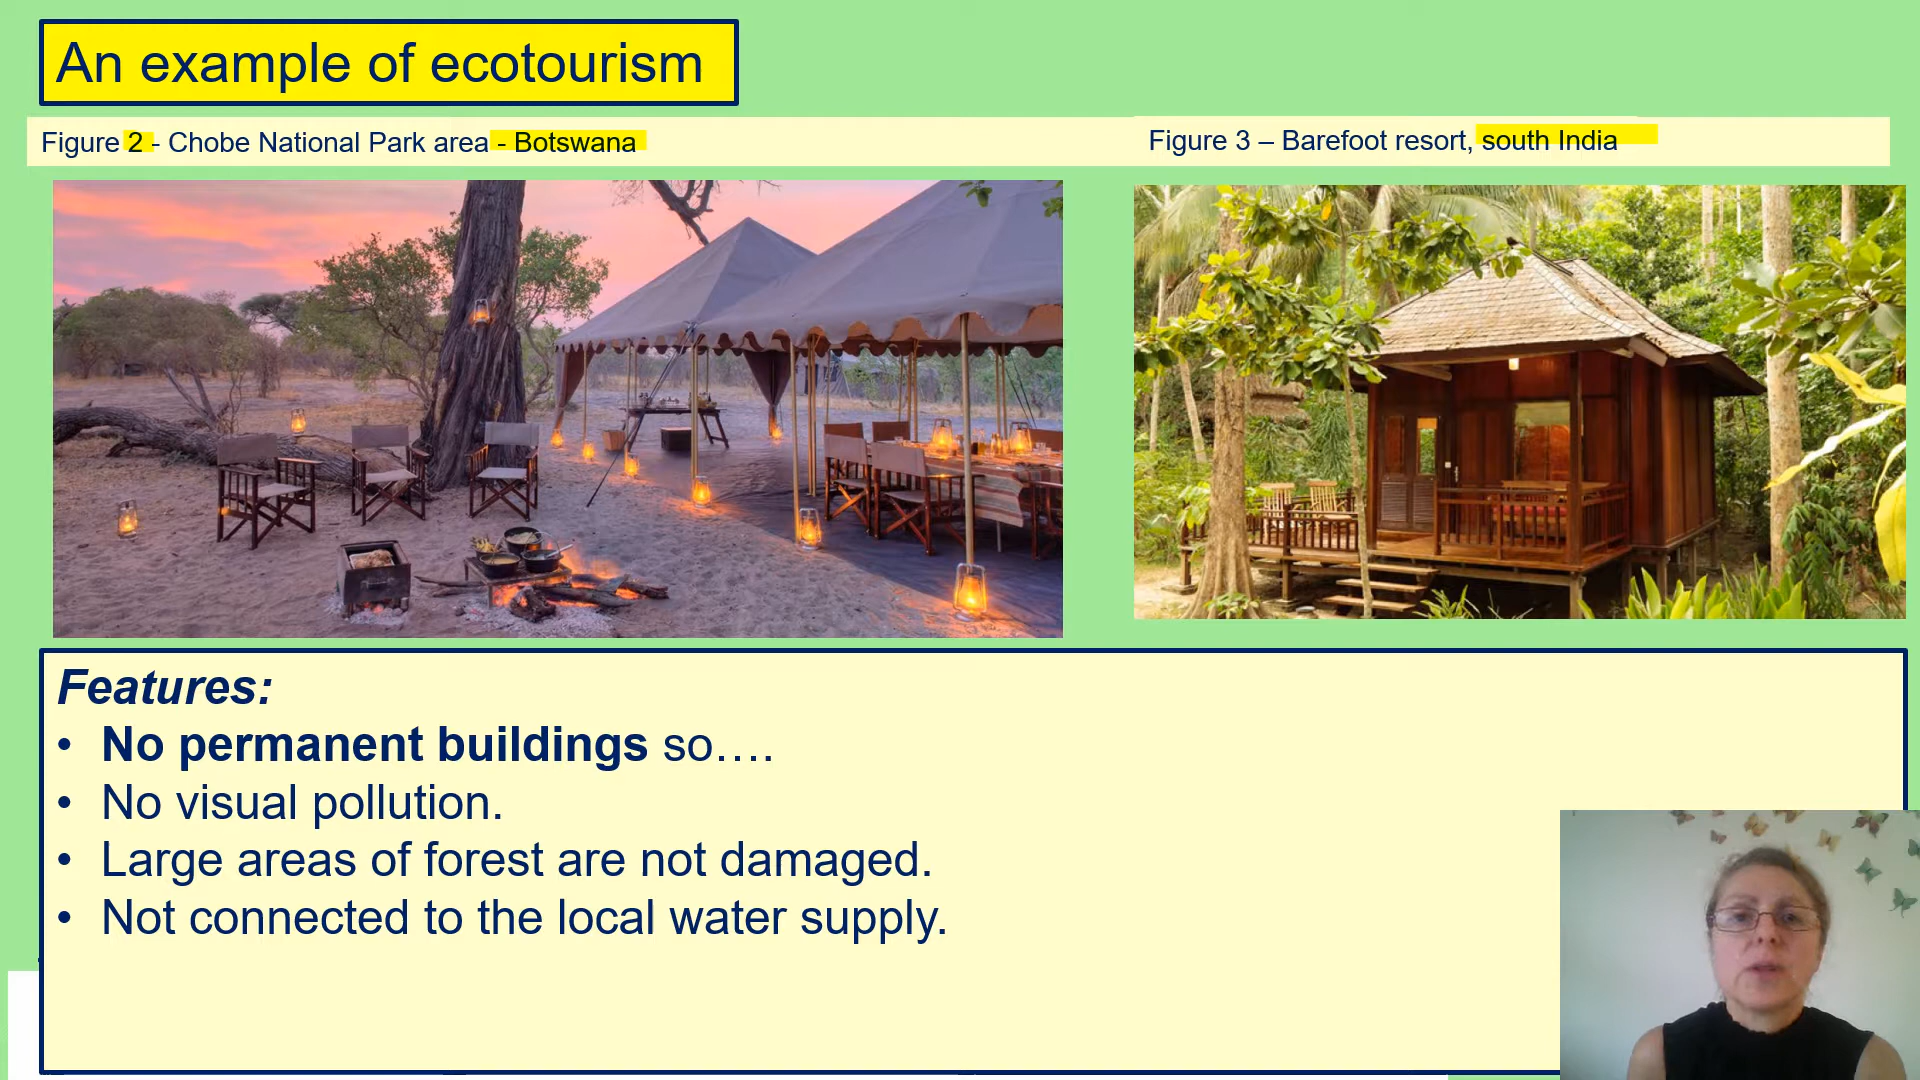 An example of ecotourism
Figure 2 - Chobe National Park area - Botswana
Figure 3 – Barefoot resort, south India
Features:
• No permanent buildings so….
• No visual pollution.
• Large areas of forest are not damaged.
• Not connected to the local water supply.